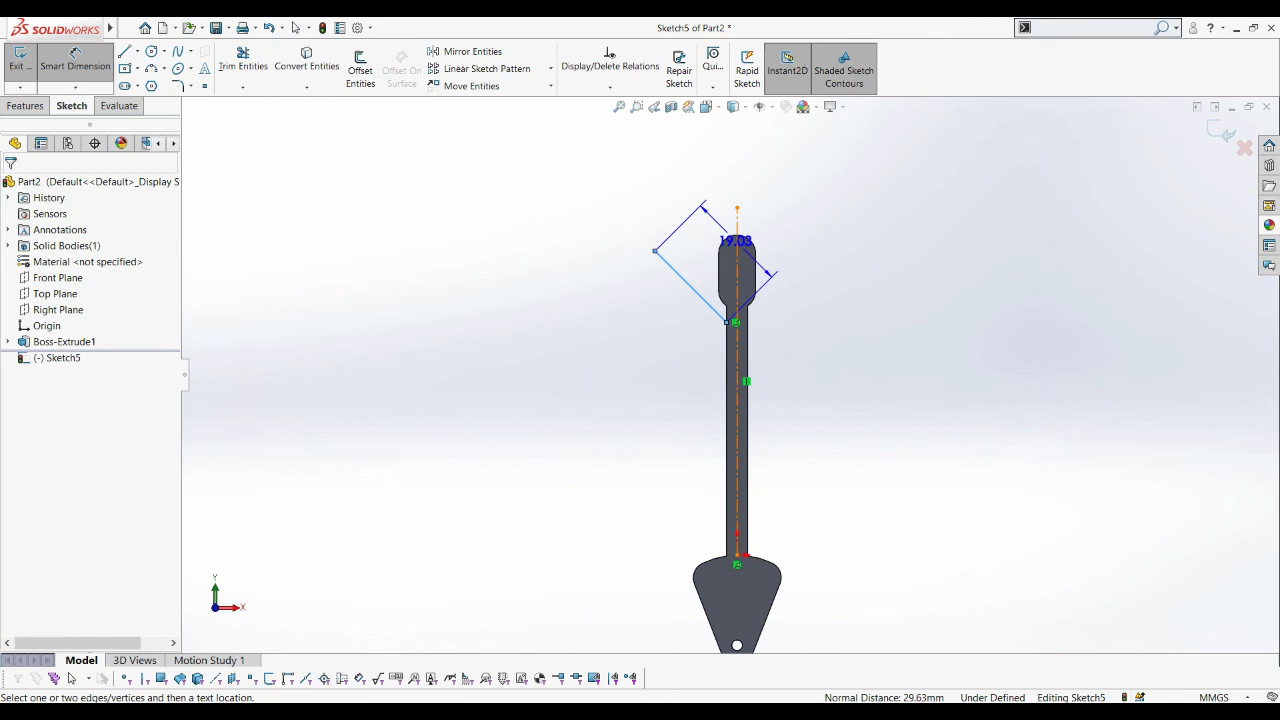 SOLIDWORKS
Sketch5 of Part2 *
Exit ...
Smart Dimension
Trim Entities
Convert Entities
Offset
Entities
Offset On
Surface
Mirror Entities
Linear Sketch Pattern
Move Entities
Display/Delete Relations
Repair
Sketch
Qui...
Rapid
Sketch
Instant2D
Shaded Sketch
Contours
Features
Sketch
Evaluate
Part2 (Default<<Default>_Display S
History
Sensors
Annotations
Solid Bodies(1)
Material <not specified>
Front Plane
Top Plane
Right Plane
Origin
Boss-Extrude1
(-) Sketch5
19.03
Y
X
Model
3D Views
Motion Study 1
Select one or two edges/vertices and then a text location.
Normal Distance: 29.63mm
Under Defined
Editing Sketch5
MMGS